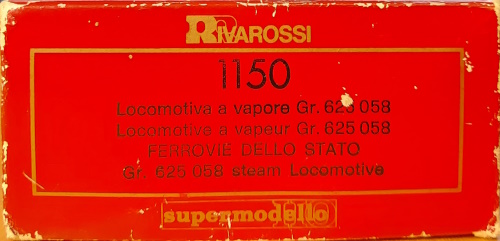 RIVAROSSI
1150
Locomotiva a vapore Gr. 625 058
Locomotive a vapeur Gr. 625 058
FERROVIE DELLO STATO
Gr. 625 058 steam Locomotive
supermodello